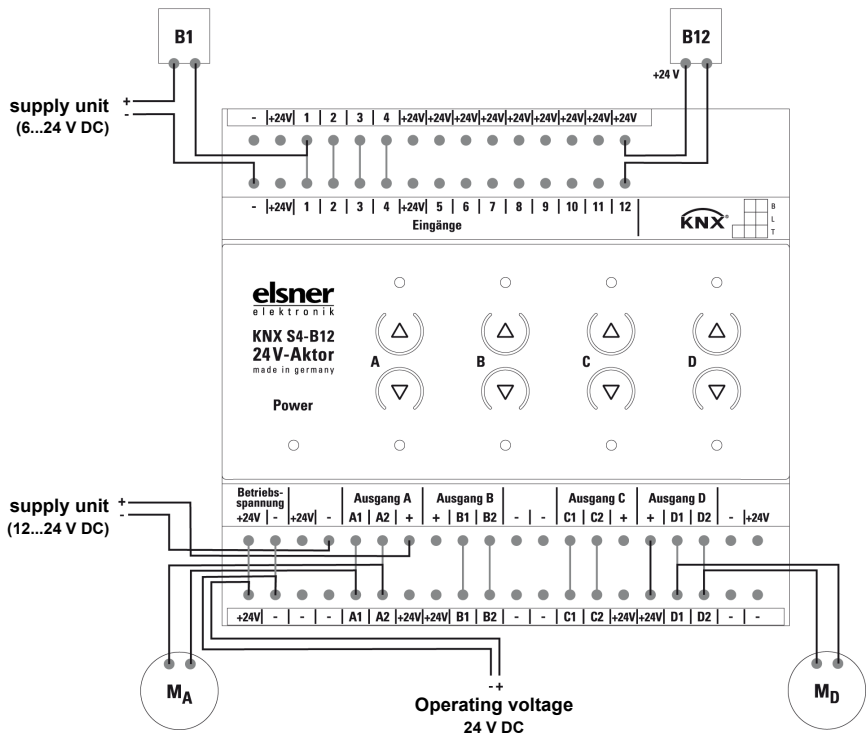 B1
B12
+24 V
supply unit + -
(6...24 V DC)
- | +24V | 1 | 2 | 3 | 4 | +24V | +24V | +24V | +24V | +24V | +24V | +24V | +24V | +24V
- | +24V | 1 | 2 | 3 | 4 | +24V | 5 | 6 | 7 | 8 | 9 | 10 | 11 | 12
Eingänge
KNX®
B
L
T
elsner
elektronik
KNX S4-B12
24V-Aktor
made in germany
A
B
C
D
Power
supply unit + -
(12...24 V DC)
Betriebs-
spannung
Ausgang A
Ausgang B
Ausgang C
Ausgang D
+24V | - | +24V | - | A1 | A2 | + | + | B1 | B2 | - | - | C1 | C2 | + | + | D1 | D2 | - | +24V
+24V | - | - | - | A1 | A2 | +24V | +24V | B1 | B2 | - | - | C1 | C2 | +24V | +24V | D1 | D2 | - | -
MA
MD
- +
Operating voltage
24 V DC